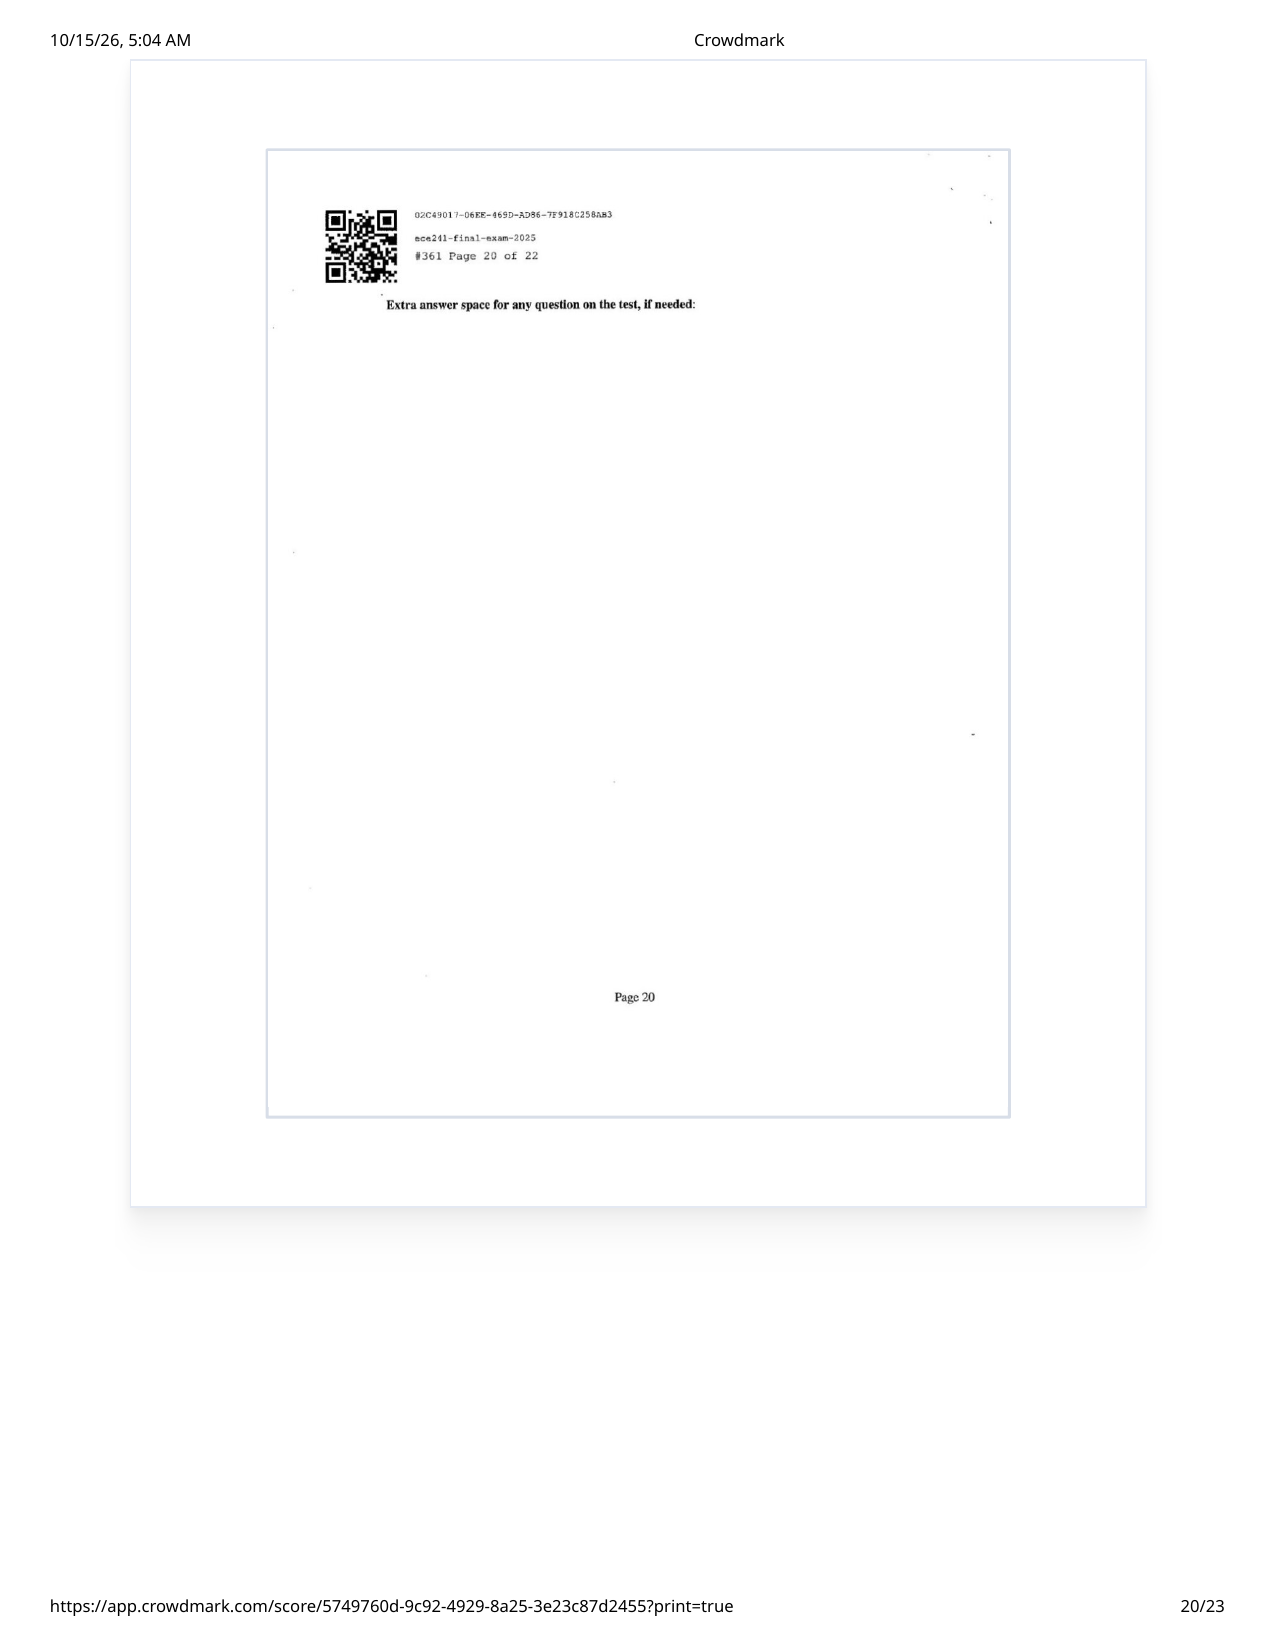 10/15/26, 5:04 AM
Crowdmark
02C49017-06EE-469D-AD86-7F918C258AB3
ece241-final-exam-2025
#361 Page 20 of 22
Extra answer space for any question on the test, if needed:
Page 20
https://app.crowdmark.com/score/5749760d-9c92-4929-8a25-3e23c87d2455?print=true
20/23